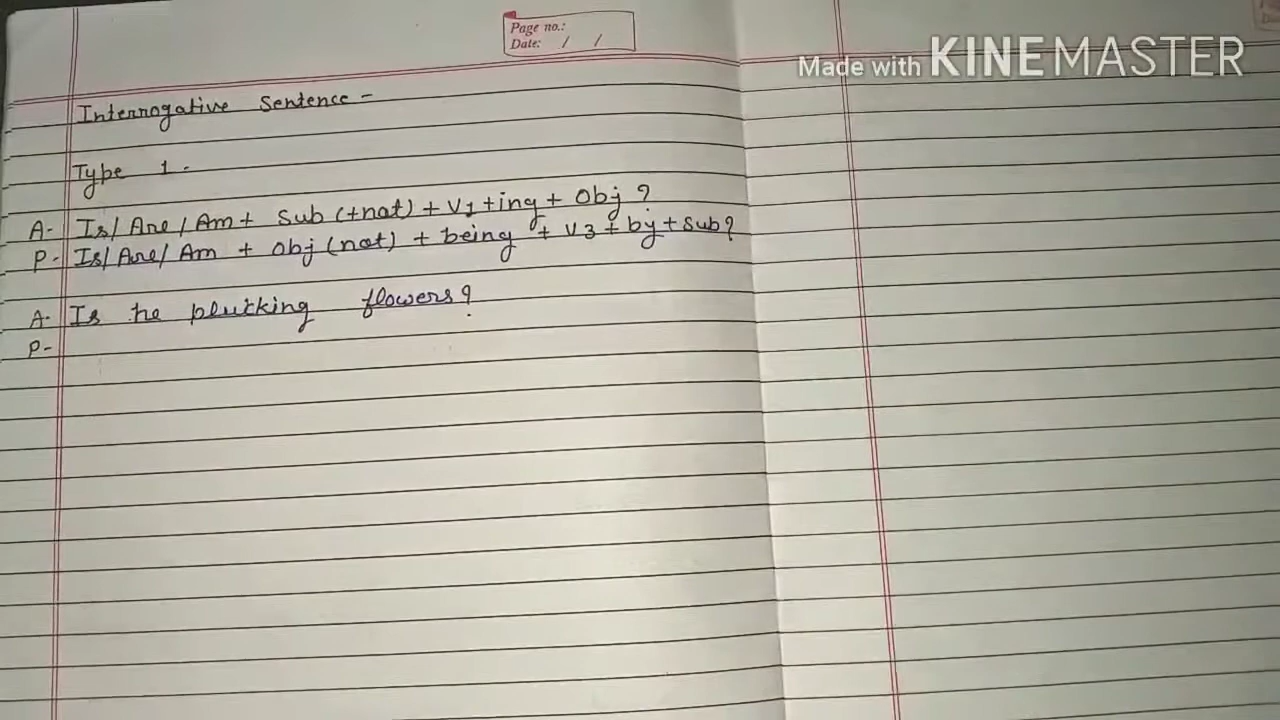 Page no.:
Date: / /
Made with KINEMASTER
Interrogative Sentence -
Type 1 -
A- Is/Are/Am + Sub (+not) + V1 + ing + Obj ?
P- Is/Are/Am + Obj (not) + being + V3 + by + Sub?
A- Is he plucking flowers?
P-